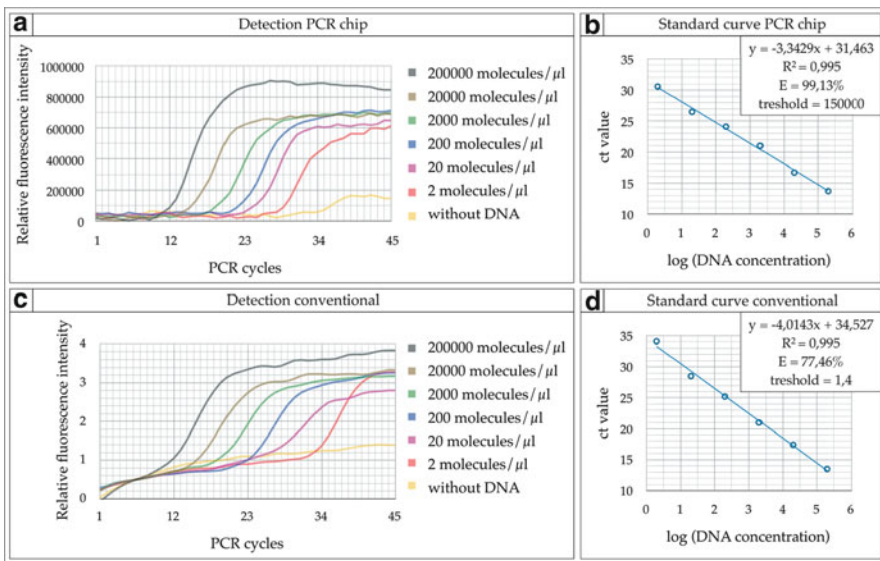 a
Detection PCR chip
Relative fluorescence intensity
1000000
800000
600000
400000
200000
0
1 12 23 34 45
PCR cycles
200000 molecules/µl
20000 molecules/µl
2000 molecules/µl
200 molecules/µl
20 molecules/µl
2 molecules/µl
without DNA
b
Standard curve PCR chip
y = -3,3429x + 31,463
R² = 0,995
E = 99,13%
treshold = 150000
ct value
35
30
25
20
15
10
0 1 2 3 4 5 6
log (DNA concentration)
c
Detection conventional
Relative fluorescence intensity
4
3
2
1
0
1 12 23 34 45
PCR cycles
200000 molecules/µl
20000 molecules/µl
2000 molecules/µl
200 molecules/µl
20 molecules/µl
2 molecules/µl
without DNA
d
Standard curve conventional
y = -4,0143x + 34,527
R² = 0,995
E = 77,46%
treshold = 1,4
ct value
35
30
25
20
15
10
0 1 2 3 4 5 6
log (DNA concentration)